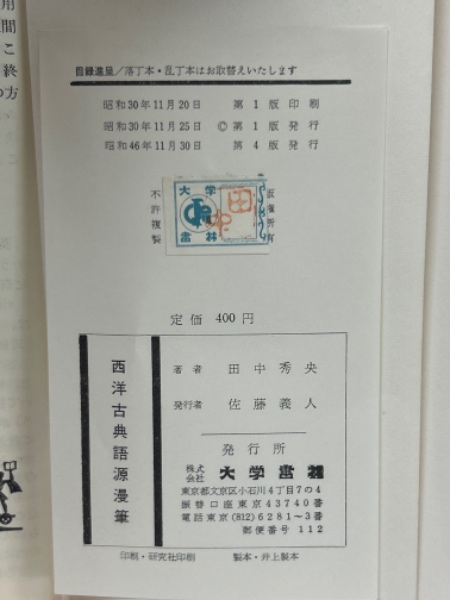 用
間
こ
終
の方
目録進呈/落丁本・乱丁本はお取替えいたします
昭和30年11月20日 第1版印刷
昭和30年11月25日 ©第1版発行
昭和46年11月30日 第4版発行
不許複製
大学
書林
田中
版権所有
定価 400円
西洋古典語源漫筆
著者 田中秀央
発行者 佐藤義人
発行所
株式会社 大学書林
東京都文京区小石川4丁目7の4
振替口座東京43740番
電話東京(812)6281~3番
郵便番号 112
印刷・研究社印刷 製本・井上製本